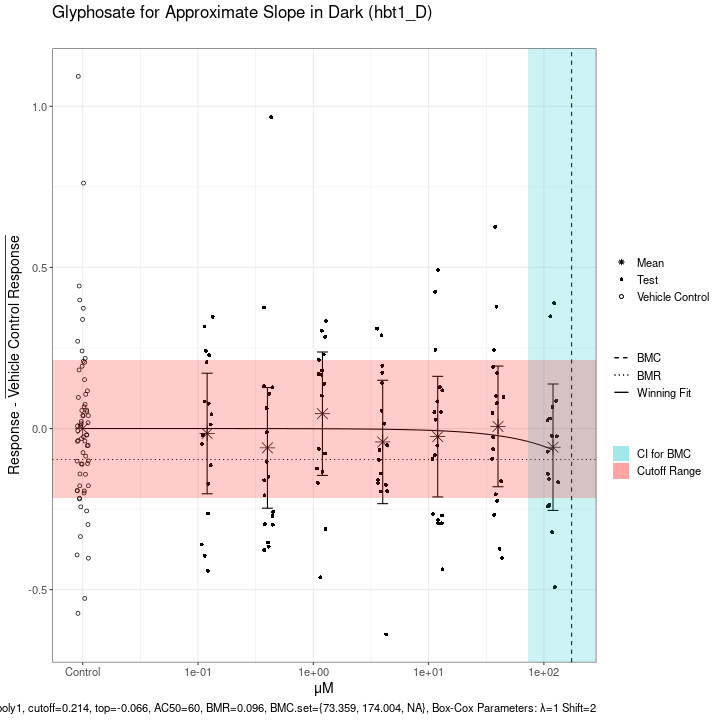 Glyphosate for Approximate Slope in Dark (hbt1_D)
Response - Vehicle Control Response
1.0
0.5
0.0
-0.5
Control
1e-01
1e+00
1e+01
1e+02
μM
Mean
Test
Vehicle Control
BMC
BMR
Winning Fit
CI for BMC
Cutoff Range
cutoff=0.214, top=-0.066, AC50=60, BMR=0.096, BMC.set={73.359, 174.004, NA}, Box-Cox Parameters: λ=1 Shift=2